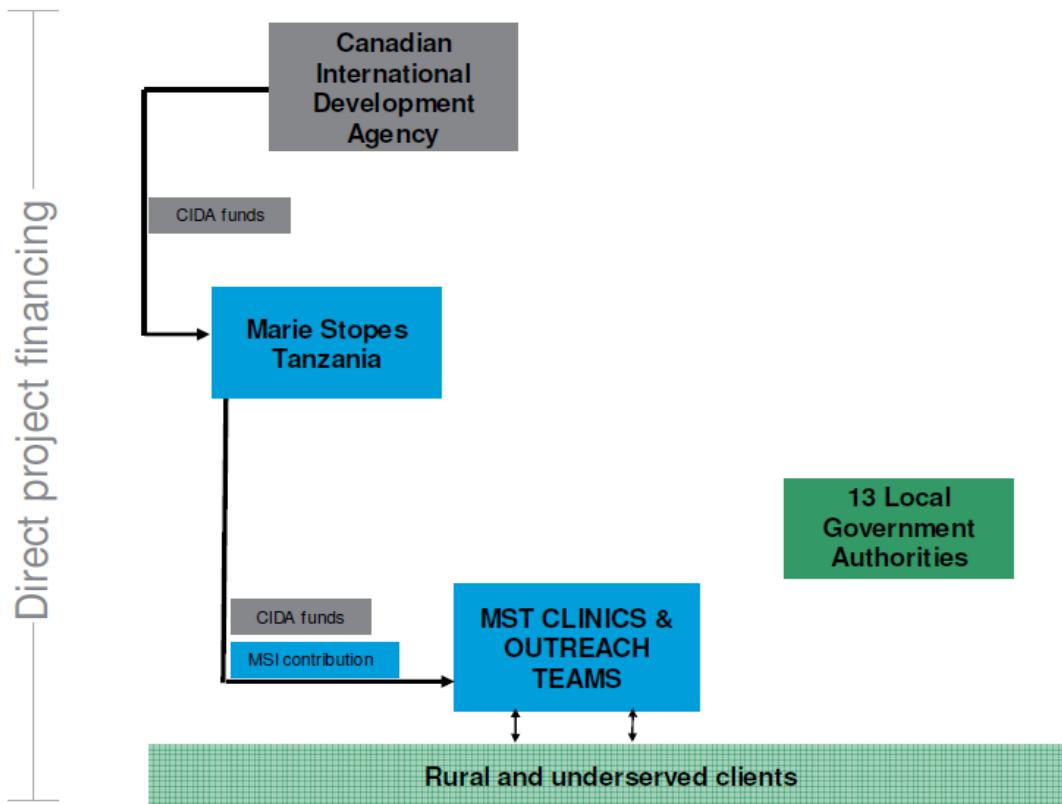 Direct project financing
Canadian
International
Development
Agency
CIDA funds
Marie Stopes
Tanzania
13 Local
Government
Authorities
CIDA funds
MSI contribution
MST CLINICS &
OUTREACH
TEAMS
Rural and underserved clients